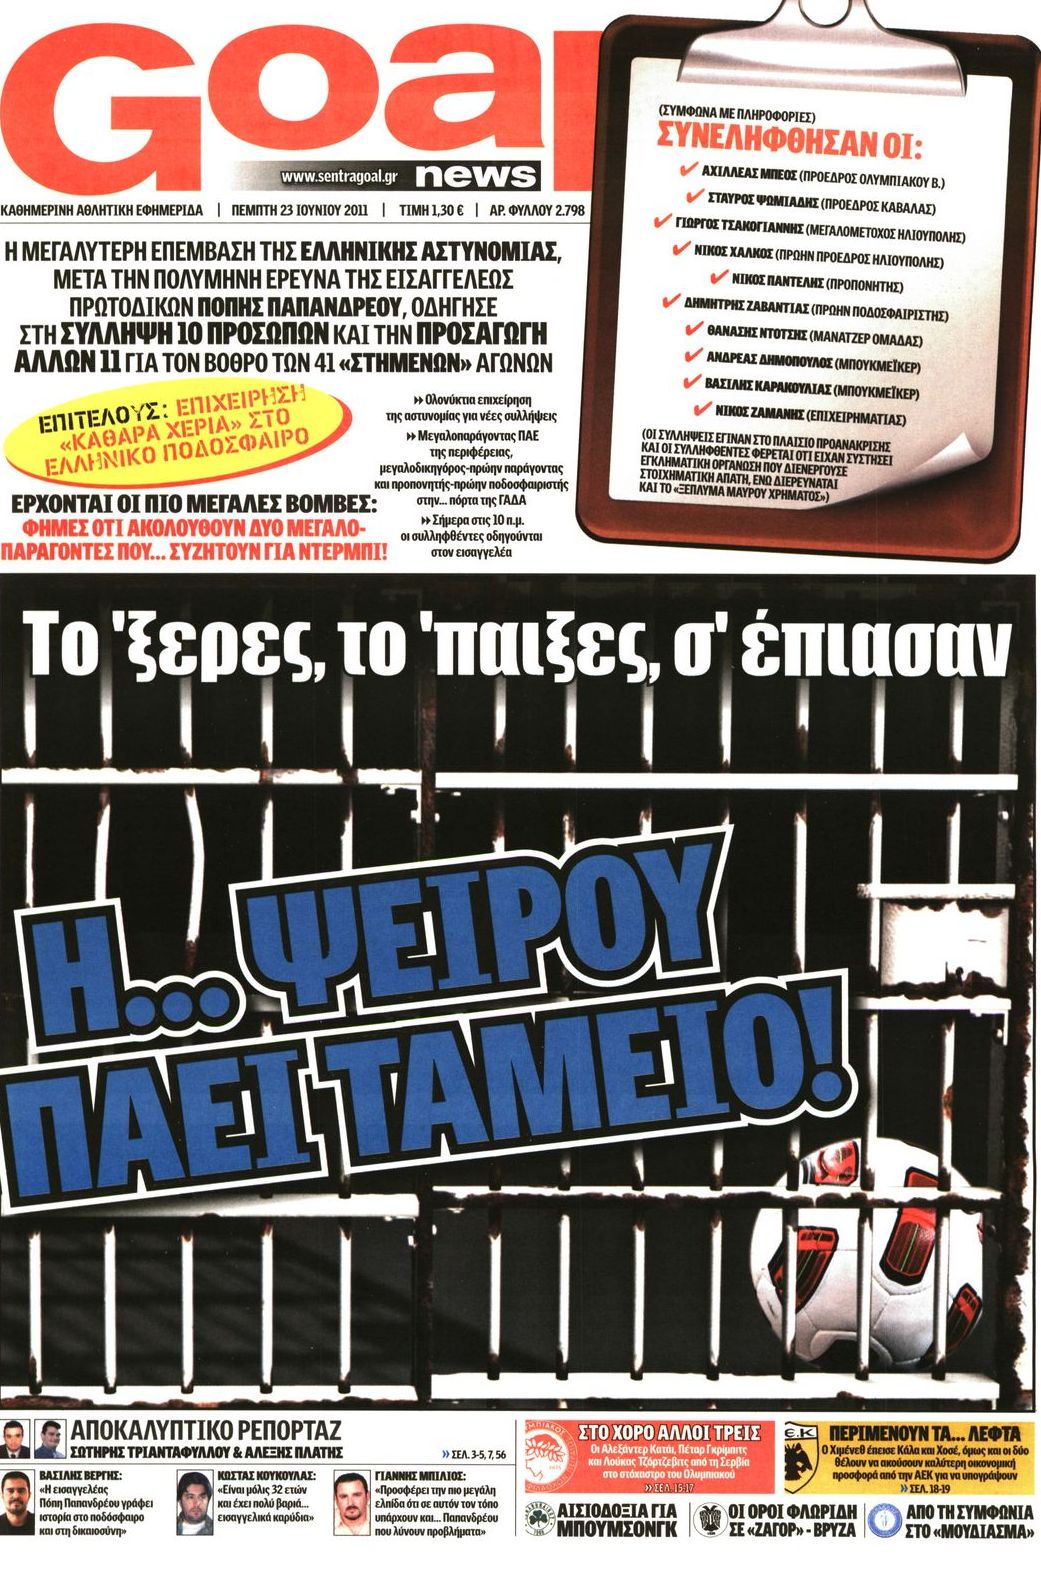 Goal
www.sentragoal.gr news
ΚΑΘΗΜΕΡΙΝΗ ΑΘΛΗΤΙΚΗ ΕΦΗΜΕΡΙΔΑ | ΠΕΜΠΤΗ 23 ΙΟΥΝΙΟΥ 2011 | ΤΙΜΗ 1,30 € | ΑΡ. ΦΥΛΛΟΥ 2.798
Η ΜΕΓΑΛΥΤΕΡΗ ΕΠΕΜΒΑΣΗ ΤΗΣ ΕΛΛΗΝΙΚΗΣ ΑΣΤΥΝΟΜΙΑΣ,
ΜΕΤΑ ΤΗΝ ΠΟΛΥΜΗΝΗ ΕΡΕΥΝΑ ΤΗΣ ΕΙΣΑΓΓΕΛΕΩΣ
ΠΡΩΤΟΔΙΚΩΝ ΠΟΠΗΣ ΠΑΠΑΝΔΡΕΟΥ, ΟΔΗΓΗΣΕ
ΣΤΗ ΣΥΛΛΗΨΗ 10 ΠΡΟΣΩΠΩΝ ΚΑΙ ΤΗΝ ΠΡΟΣΑΓΩΓΗ
ΑΛΛΩΝ 11 ΓΙΑ ΤΟΝ ΒΟΘΡΟ ΤΩΝ 41 «ΣΤΗΜΕΝΩΝ» ΑΓΩΝΩΝ
ΕΠΙΤΕΛΟΥΣ: ΕΠΙΧΕΙΡΗΣΗ
«ΚΑΘΑΡΑ ΧΕΡΙΑ» ΣΤΟ
ΕΛΛΗΝΙΚΟ ΠΟΔΟΣΦΑΙΡΟ
ΕΡΧΟΝΤΑΙ ΟΙ ΠΙΟ ΜΕΓΑΛΕΣ ΒΟΜΒΕΣ:
ΦΗΜΕΣ ΟΤΙ ΑΚΟΛΟΥΘΟΥΝ ΔΥΟ ΜΕΓΑΛΟ-
ΠΑΡΑΓΟΝΤΕΣ ΠΟΥ... ΣΥΖΗΤΟΥΝ ΓΙΑ ΝΤΕΡΜΠΙ!
Ολονύκτια επιχείρηση
της αστυνομίας για νέες συλλήψεις
Μεγαλοπαράγοντας ΠΑΕ
της περιφέρειας,
μεγαλοδικηγόρος-πρώην παράγοντας
και προπονητής-πρώην ποδοσφαιριστής
στην... πόρτα της ΓΑΔΑ
Σήμερα στις 10 π.μ.
οι συλληφθέντες οδηγούνται
στον εισαγγελέα
(ΣΥΜΦΩΝΑ ΜΕ ΠΛΗΡΟΦΟΡΙΕΣ)
ΣΥΝΕΛΗΦΘΗΣΑΝ ΟΙ:
ΑΧΙΛΛΕΑΣ ΜΠΕΟΣ (ΠΡΟΕΔΡΟΣ ΟΛΥΜΠΙΑΚΟΥ Β.)
ΣΤΑΥΡΟΣ ΨΩΜΙΑΔΗΣ (ΠΡΟΕΔΡΟΣ ΚΑΒΑΛΑΣ)
ΓΙΩΡΓΟΣ ΤΣΑΚΟΓΙΑΝΝΗΣ (ΜΕΓΑΛΟΜΕΤΟΧΟΣ ΗΛΙΟΥΠΟΛΗΣ)
ΝΙΚΟΣ ΧΑΛΚΟΣ (ΠΡΩΗΝ ΠΡΟΕΔΡΟΣ ΗΛΙΟΥΠΟΛΗΣ)
ΝΙΚΟΣ ΠΑΝΤΕΛΗΣ (ΠΡΟΠΟΝΗΤΗΣ)
ΔΗΜΗΤΡΗΣ ΖΑΒΑΝΤΙΑΣ (ΠΡΩΗΝ ΠΟΔΟΣΦΑΙΡΙΣΤΗΣ)
ΘΑΝΑΣΗΣ ΝΤΟΤΣΗΣ (ΜΑΝΑΤΖΕΡ ΟΜΑΔΑΣ)
ΑΝΔΡΕΑΣ ΔΗΜΟΠΟΥΛΟΣ (ΜΠΟΥΚΜΕΪΚΕΡ)
ΒΑΣΙΛΗΣ ΚΑΡΑΚΟΥΛΙΑΣ (ΜΠΟΥΚΜΕΪΚΕΡ)
ΝΙΚΟΣ ΖΑΜΑΝΗΣ (ΕΠΙΧΕΙΡΗΜΑΤΙΑΣ)
(ΟΙ ΣΥΛΛΗΨΕΙΣ ΕΓΙΝΑΝ ΣΤΟ ΠΛΑΙΣΙΟ ΠΡΟΑΝΑΚΡΙΣΗΣ
ΚΑΙ ΟΙ ΣΥΛΛΗΦΘΕΝΤΕΣ ΦΕΡΕΤΑΙ ΟΤΙ ΕΙΧΑΝ ΣΥΣΤΗΣΕΙ
ΕΓΚΛΗΜΑΤΙΚΗ ΟΡΓΑΝΩΣΗ ΠΟΥ ΔΙΕΝΕΡΓΟΥΣΕ
ΣΤΟΙΧΗΜΑΤΙΚΗ ΑΠΑΤΗ, ΕΝΩ ΔΙΕΡΕΥΝΑΤΑΙ
ΚΑΙ ΤΟ «ΞΕΠΛΥΜΑ ΜΑΥΡΟΥ ΧΡΗΜΑΤΟΣ»)
Το 'ξερες, το 'παιξες, σ' έπιασαν
Η... ΨΕΙΡΟΥ
ΠΑΕΙ ΤΑΜΕΙΟ!
ΑΠΟΚΑΛΥΠΤΙΚΟ ΡΕΠΟΡΤΑΖ
ΣΩΤΗΡΗΣ ΤΡΙΑΝΤΑΦΥΛΛΟΥ & ΑΛΕΞΗΣ ΠΛΑΤΗΣ
ΣΕΛ. 3-5, 7, 56
ΒΑΣΙΛΗΣ ΒΕΡΓΗΣ:
«Η εισαγγελέας
Πόπη Παπανδρέου γράφει
ιστορία στο ποδόσφαιρο
και στη δικαιοσύνη»
ΚΩΣΤΑΣ ΚΟΥΚΟΥΛΑΣ:
«Είναι μόλις 32 ετών
και έχει πολύ βαριά...
εισαγγελικά καρύδια»
ΓΙΑΝΝΗΣ ΜΠΙΛΙΟΣ:
«Προσφέρει την πιο μεγάλη
ελπίδα ότι σε αυτόν τον τόπο
υπάρχουν και... Παπανδρέου
που λύνουν προβλήματα»
ΣΤΟ ΧΟΡΟ ΑΛΛΟΙ ΤΡΕΙΣ
Οι Αλεξάντερ Κατάι, Πέταρ Γκρίμπιτς
και Λούκας Τζόρτζεβιτς από τη Σερβία
στο στόχαστρο του Ολυμπιακού
ΣΕΛ. 15-17
Ε.Κ
ΠΕΡΙΜΕΝΟΥΝ ΤΑ... ΛΕΦΤΑ
Ο Χιμένεθ έπεισε Κάλα και Χοσέ, όμως και οι δύο
θέλουν να ακούσουν καλύτερη οικονομική
προσφορά από την ΑΕΚ για να υπογράψουν
ΣΕΛ. 18-19
ΑΙΣΙΟΔΟΞΙΑ ΓΙΑ
ΜΠΟΥΜΣΟΝΓΚ
ΟΙ ΟΡΟΙ ΦΛΩΡΙΔΗ
ΣΕ «ΖΑΓΟΡ» - ΒΡΥΖΑ
ΑΠΟ ΤΗ ΣΥΜΦΩΝΙΑ
ΣΤΟ «ΜΟΥΔΙΑΣΜΑ»